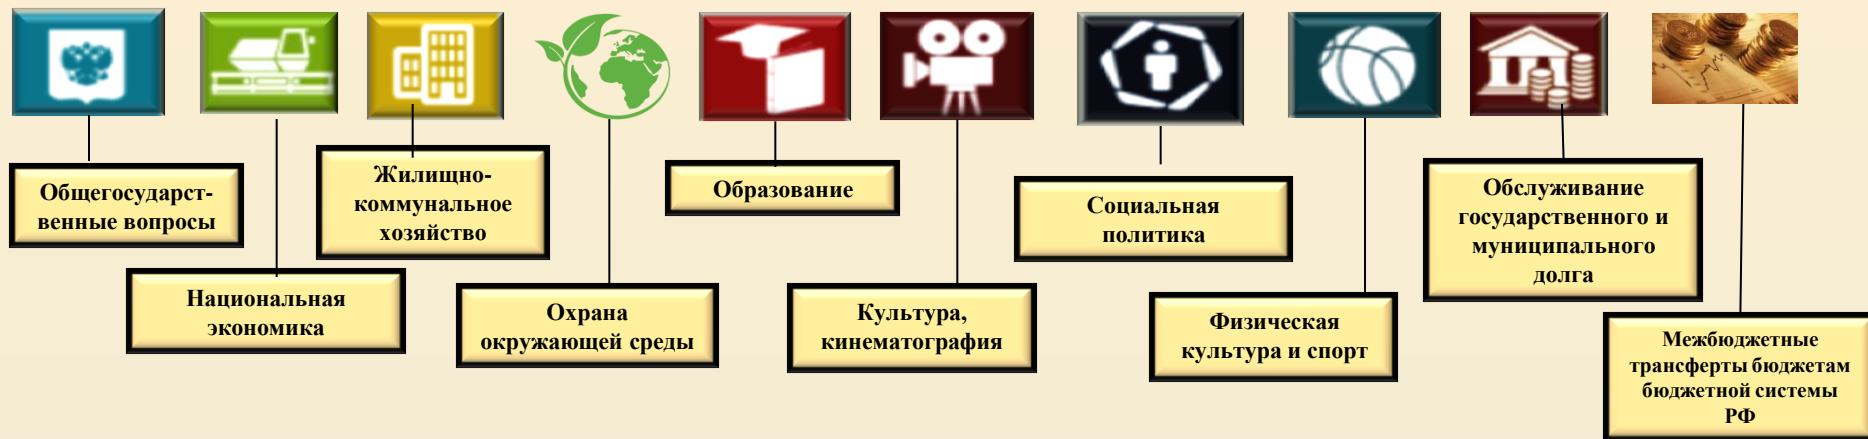 Общегосударст-
венные вопросы
Национальная
экономика
Жилищно-
коммунальное
хозяйство
Охрана
окружающей среды
Образование
Культура,
кинематография
Социальная
политика
Физическая
культура и спорт
Обслуживание
государственного и
муниципального
долга
Межбюджетные
трансферты бюджетам
бюджетной системы
РФ